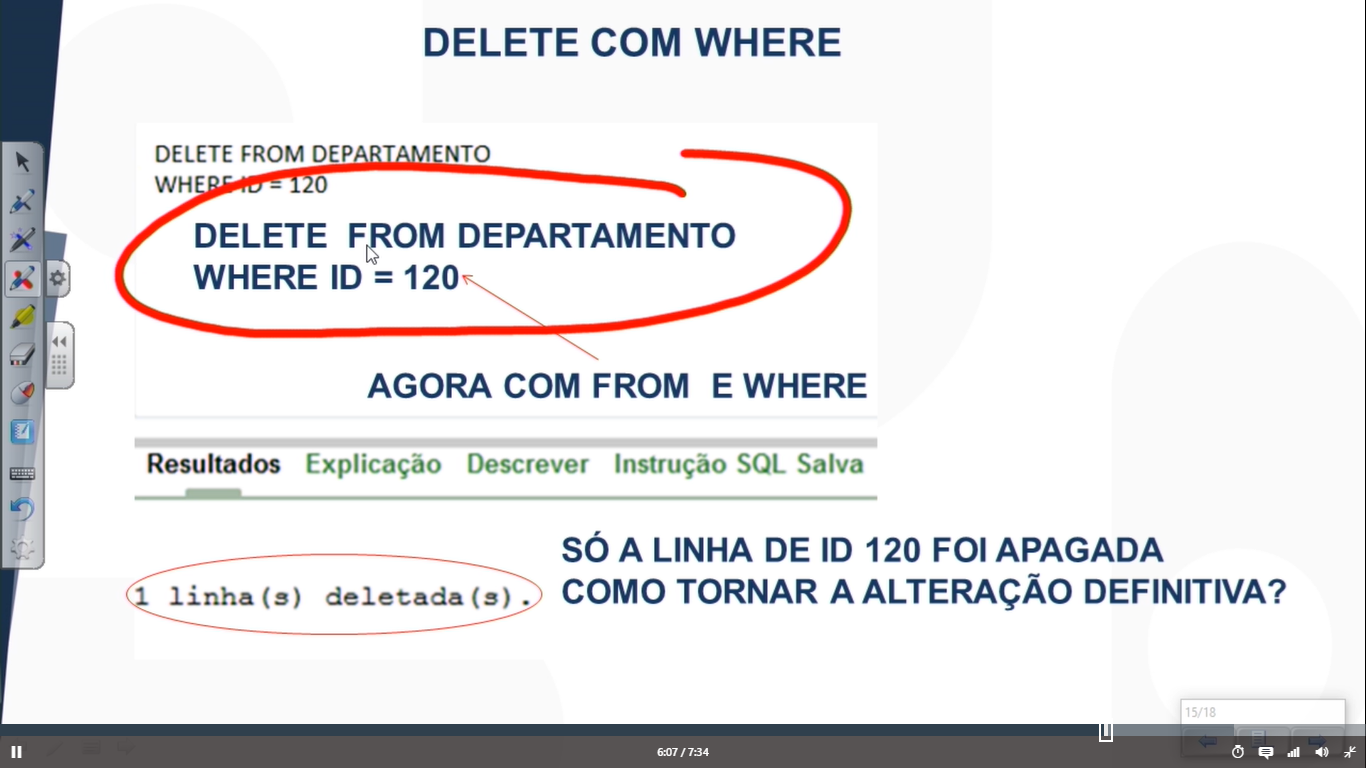 DELETE COM WHERE
DELETE FROM DEPARTAMENTO
WHERE ID = 120
DELETE FROM DEPARTAMENTO
WHERE ID = 120
AGORA COM FROM E WHERE
Resultados Explicação Descrever Instrução SQL Salva
1 linha(s) deletada(s).
SÓ A LINHA DE ID 120 FOI APAGADA
COMO TORNAR A ALTERAÇÃO DEFINITIVA?
15/18
6:07 / 7:34